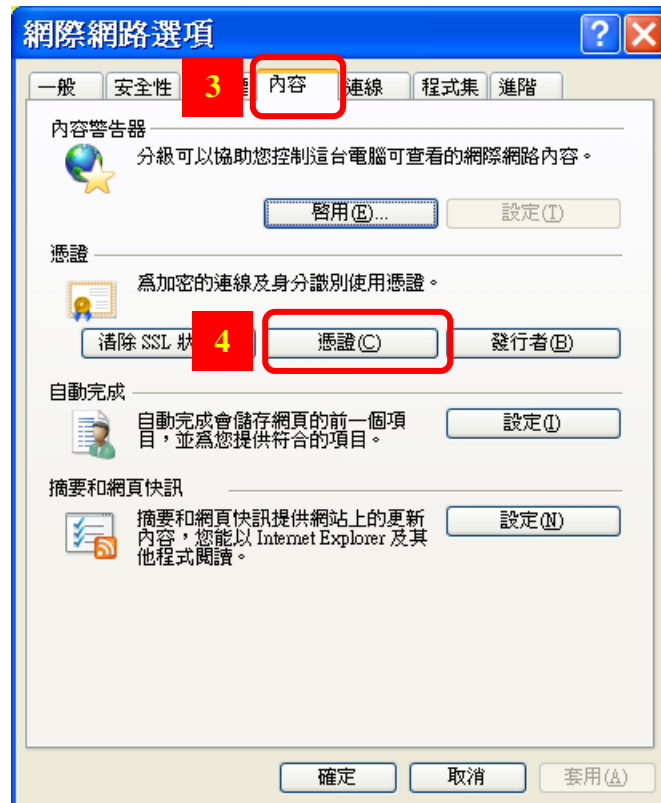 網際網路選項
一般 安全性 3 內容 連線 程式集 進階
內容警告器
分級可以協助您控制這台電腦可查看的網際網路內容。
啓用(E)... 設定(T)
憑證
爲加密的連線及身分識別使用憑證。
清除 SSL 4 憑證(C) 發行者(B)
自動完成
自動完成會儲存網頁的前一個項 設定(I)
目,並爲您提供符合的項目。
摘要和網頁快訊
摘要和網頁快訊提供網站上的更新 設定(N)
內容,您能以 Internet Explorer 及其
他程式閱讀。
確定 取消 套用(A)